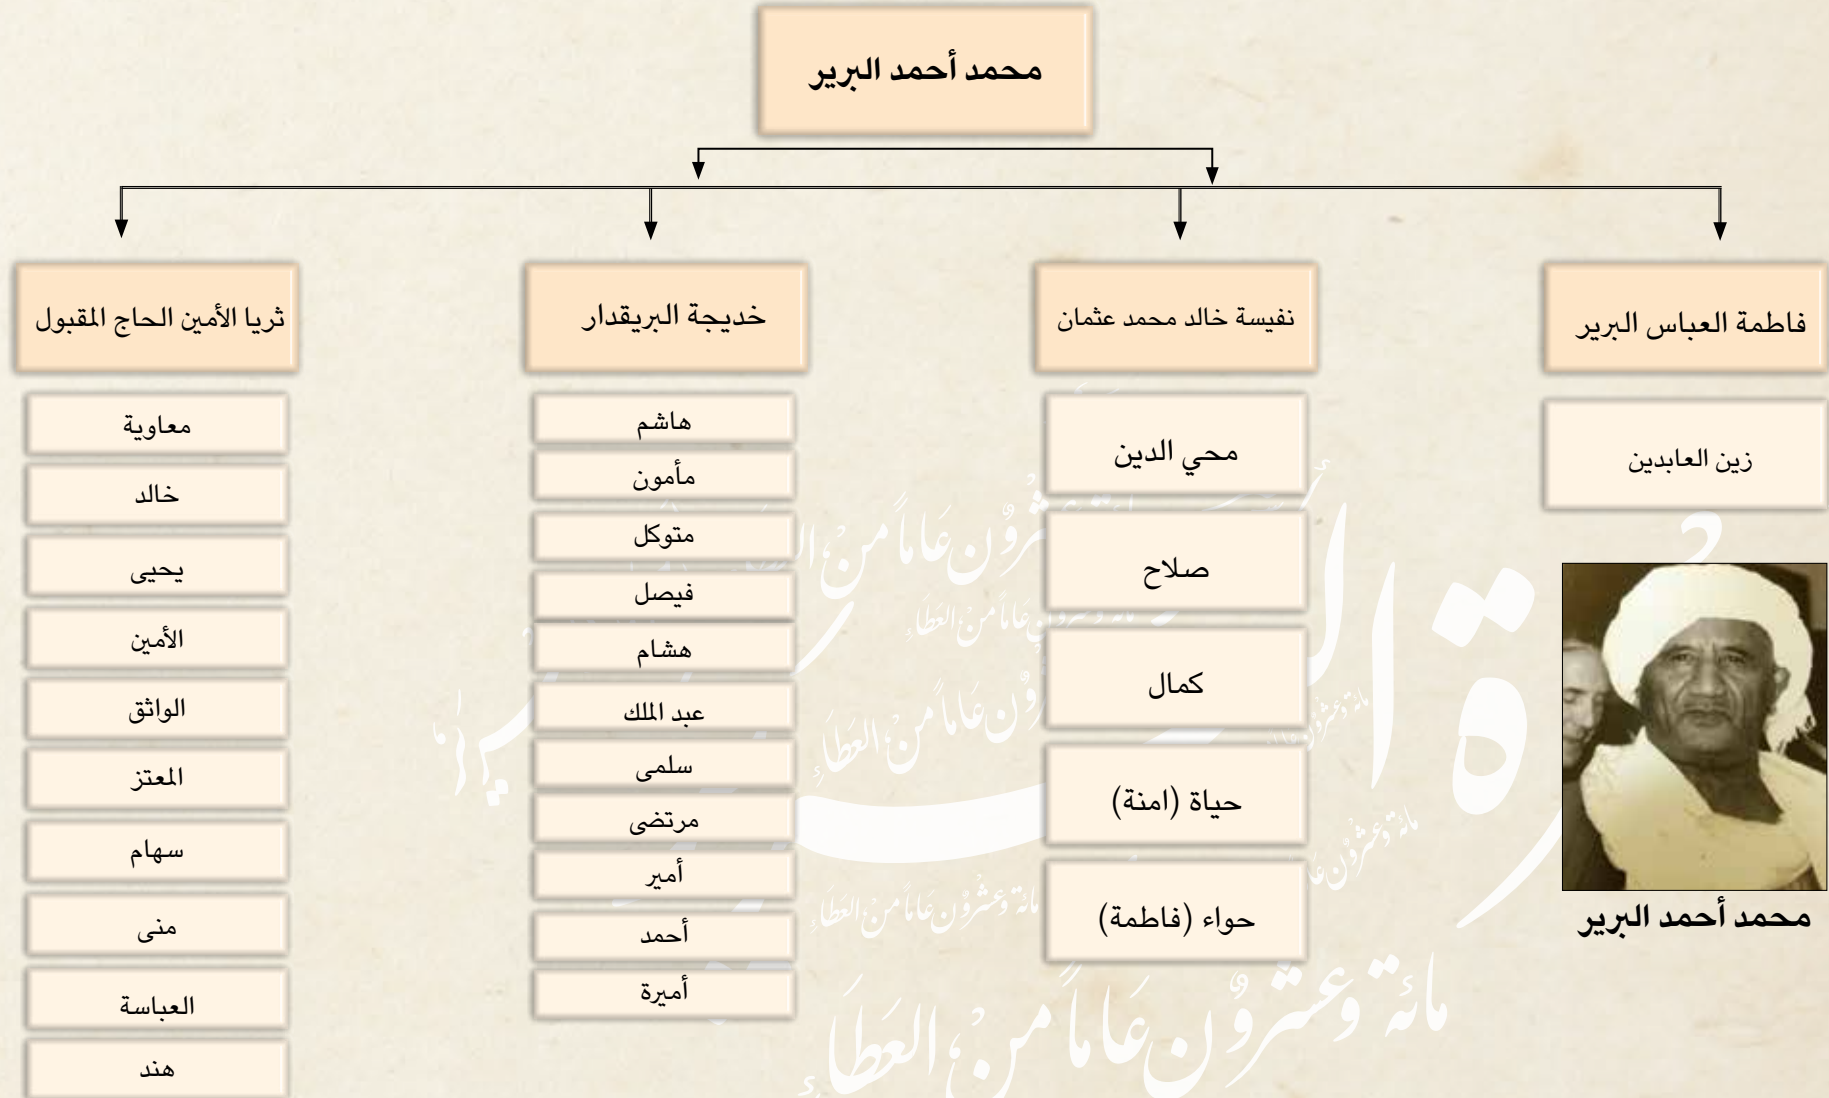 محمد أحمد البرير
فاطمة العباس البرير
زين العابدين
محمد أحمد البرير
نفيسة خالد محمد عثمان
محي الدين
صلاح
كمال
حياة (امنة)
حواء (فاطمة)
خديجة البريقدار
هاشم
مأمون
متوكل
فيصل
هشام
عبد الملك
سلمى
مرتضى
أمير
أحمد
أميرة
ثريا الأمين الحاج المقبول
معاوية
خالد
يحيى
الأمين
الواثق
المعتز
سهام
منى
العباسة
هند
مائة وعشرون عاماً من العطاء